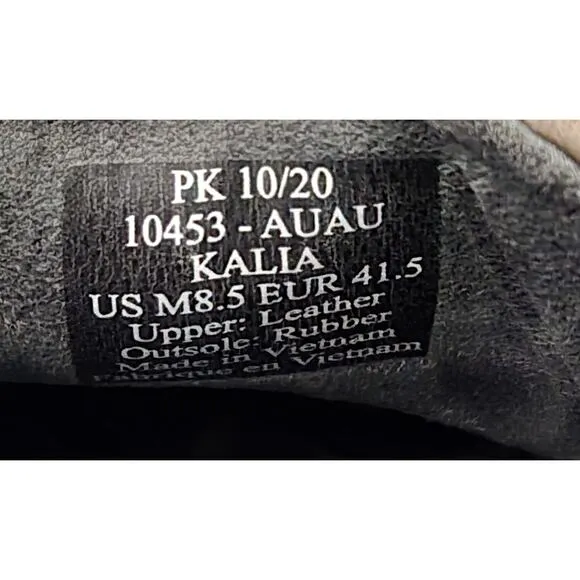 PK 10/20
10453 - AUAU
KALIA
US M8.5 EUR 41.5
Upper: Leather
Outsole: Rubber
Made in Vietnam
Fabrique en Vietnam